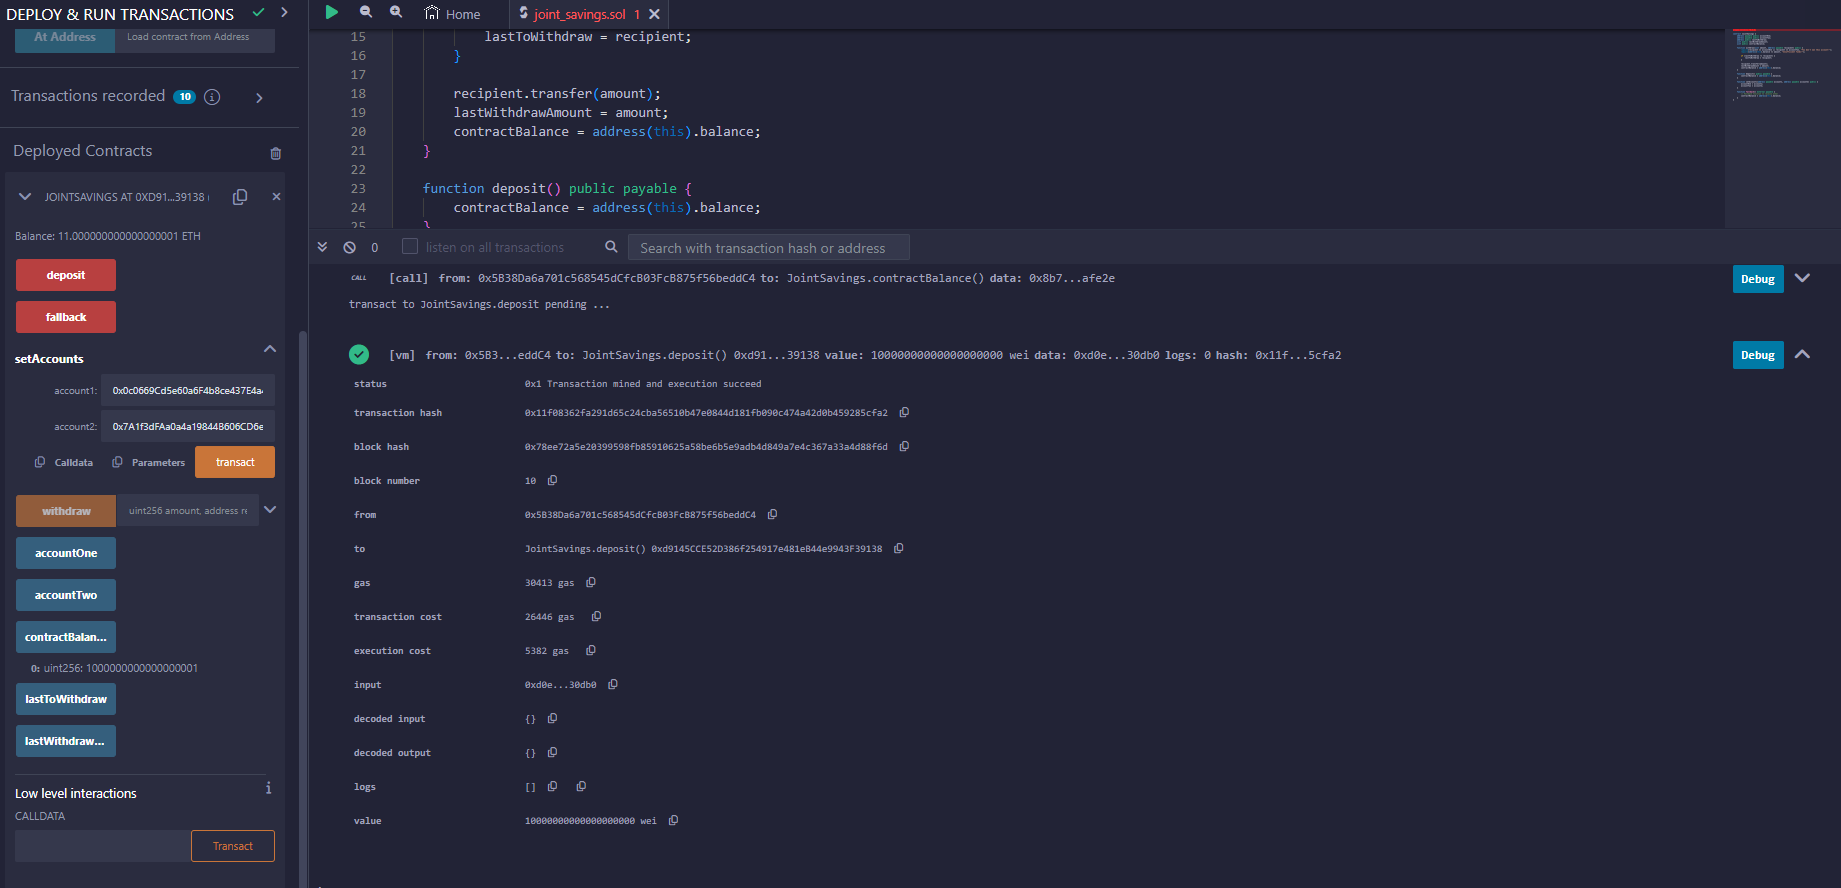 DEPLOY & RUN TRANSACTIONS
At Address
Load contract from Address
Transactions recorded 10 i
Deployed Contracts
JOINTSAVINGS AT 0XD91...39138 (
Balance: 11.000000000000000001 ETH
deposit
fallback
setAccounts
account1: 0x0c0669Cd5e60a6F4b8ce437E4a
account2: 0x7A1f3dFAa0a4a19844B606CD6e
Calldata Parameters transact
withdraw uint256 amount, address re
accountOne
accountTwo
contractBalan...
0: uint256: 1000000000000000001
lastToWithdraw
lastWithdraw...
Low level interactions i
CALLDATA
Transact
Home joint_savings.sol 1
15 lastToWithdraw = recipient;
16 }
17
18 recipient.transfer(amount);
19 lastWithdrawAmount = amount;
20 contractBalance = address(this).balance;
21 }
22
23 function deposit() public payable {
24 contractBalance = address(this).balance;
25 }
0 listen on all transactions Search with transaction hash or address
CALL [call] from: 0x5B38Da6a701c568545dCfcB03FcB875f56beddC4 to: JointSavings.contractBalance() data: 0x8b7...afe2e Debug
transact to JointSavings.deposit pending ...
[vm] from: 0x5B3...eddC4 to: JointSavings.deposit() 0xd91...39138 value: 10000000000000000000 wei data: 0xd0e...30db0 logs: 0 hash: 0x11f...5cfa2 Debug
status 0x1 Transaction mined and execution succeed
transaction hash 0x11f08362fa291d65c24cba56510b47e0844d181fb090c474a42d0b459285cfa2
block hash 0x78ee72a5e20399598fb85910625a58be6b5e9adb4d849a7e4c367a33a4d88f6d
block number 10
from 0x5B38Da6a701c568545dCfcB03FcB875f56beddC4
to JointSavings.deposit() 0xd9145CCE52D386f254917e481eB44e9943F39138
gas 30413 gas
transaction cost 26446 gas
execution cost 5382 gas
input 0xd0e...30db0
decoded input {}
decoded output {}
logs []
value 10000000000000000000 wei